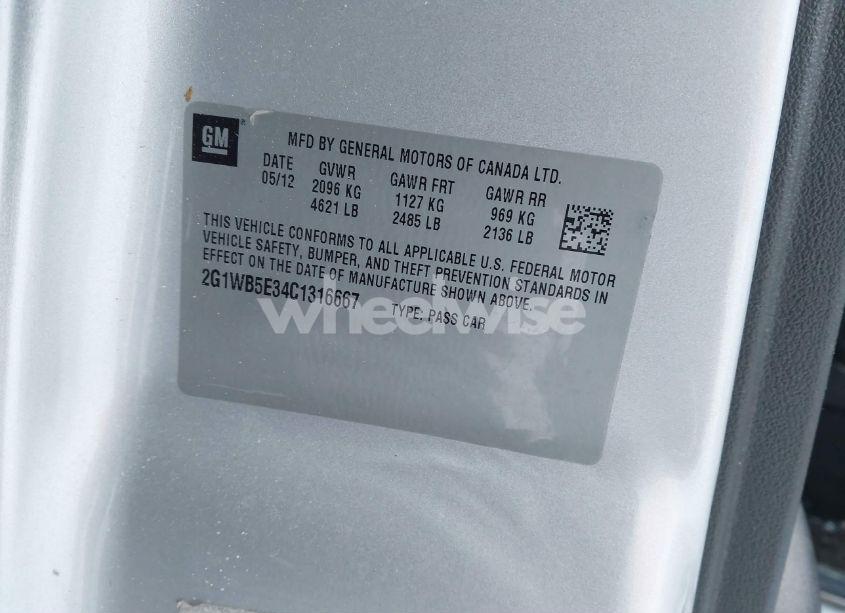 GM
MFD BY GENERAL MOTORS OF CANADA LTD.
DATE GVWR GAWR FRT GAWR RR
05/12 2096 KG 1127 KG 969 KG
4621 LB 2485 LB 2136 LB
THIS VEHICLE CONFORMS TO ALL APPLICABLE U.S. FEDERAL MOTOR
VEHICLE SAFETY, BUMPER, AND THEFT PREVENTION STANDARDS IN
EFFECT ON THE DATE OF MANUFACTURE SHOWN ABOVE.
2G1WB5E34C1316667 TYPE: PASS CAR
wheelwise